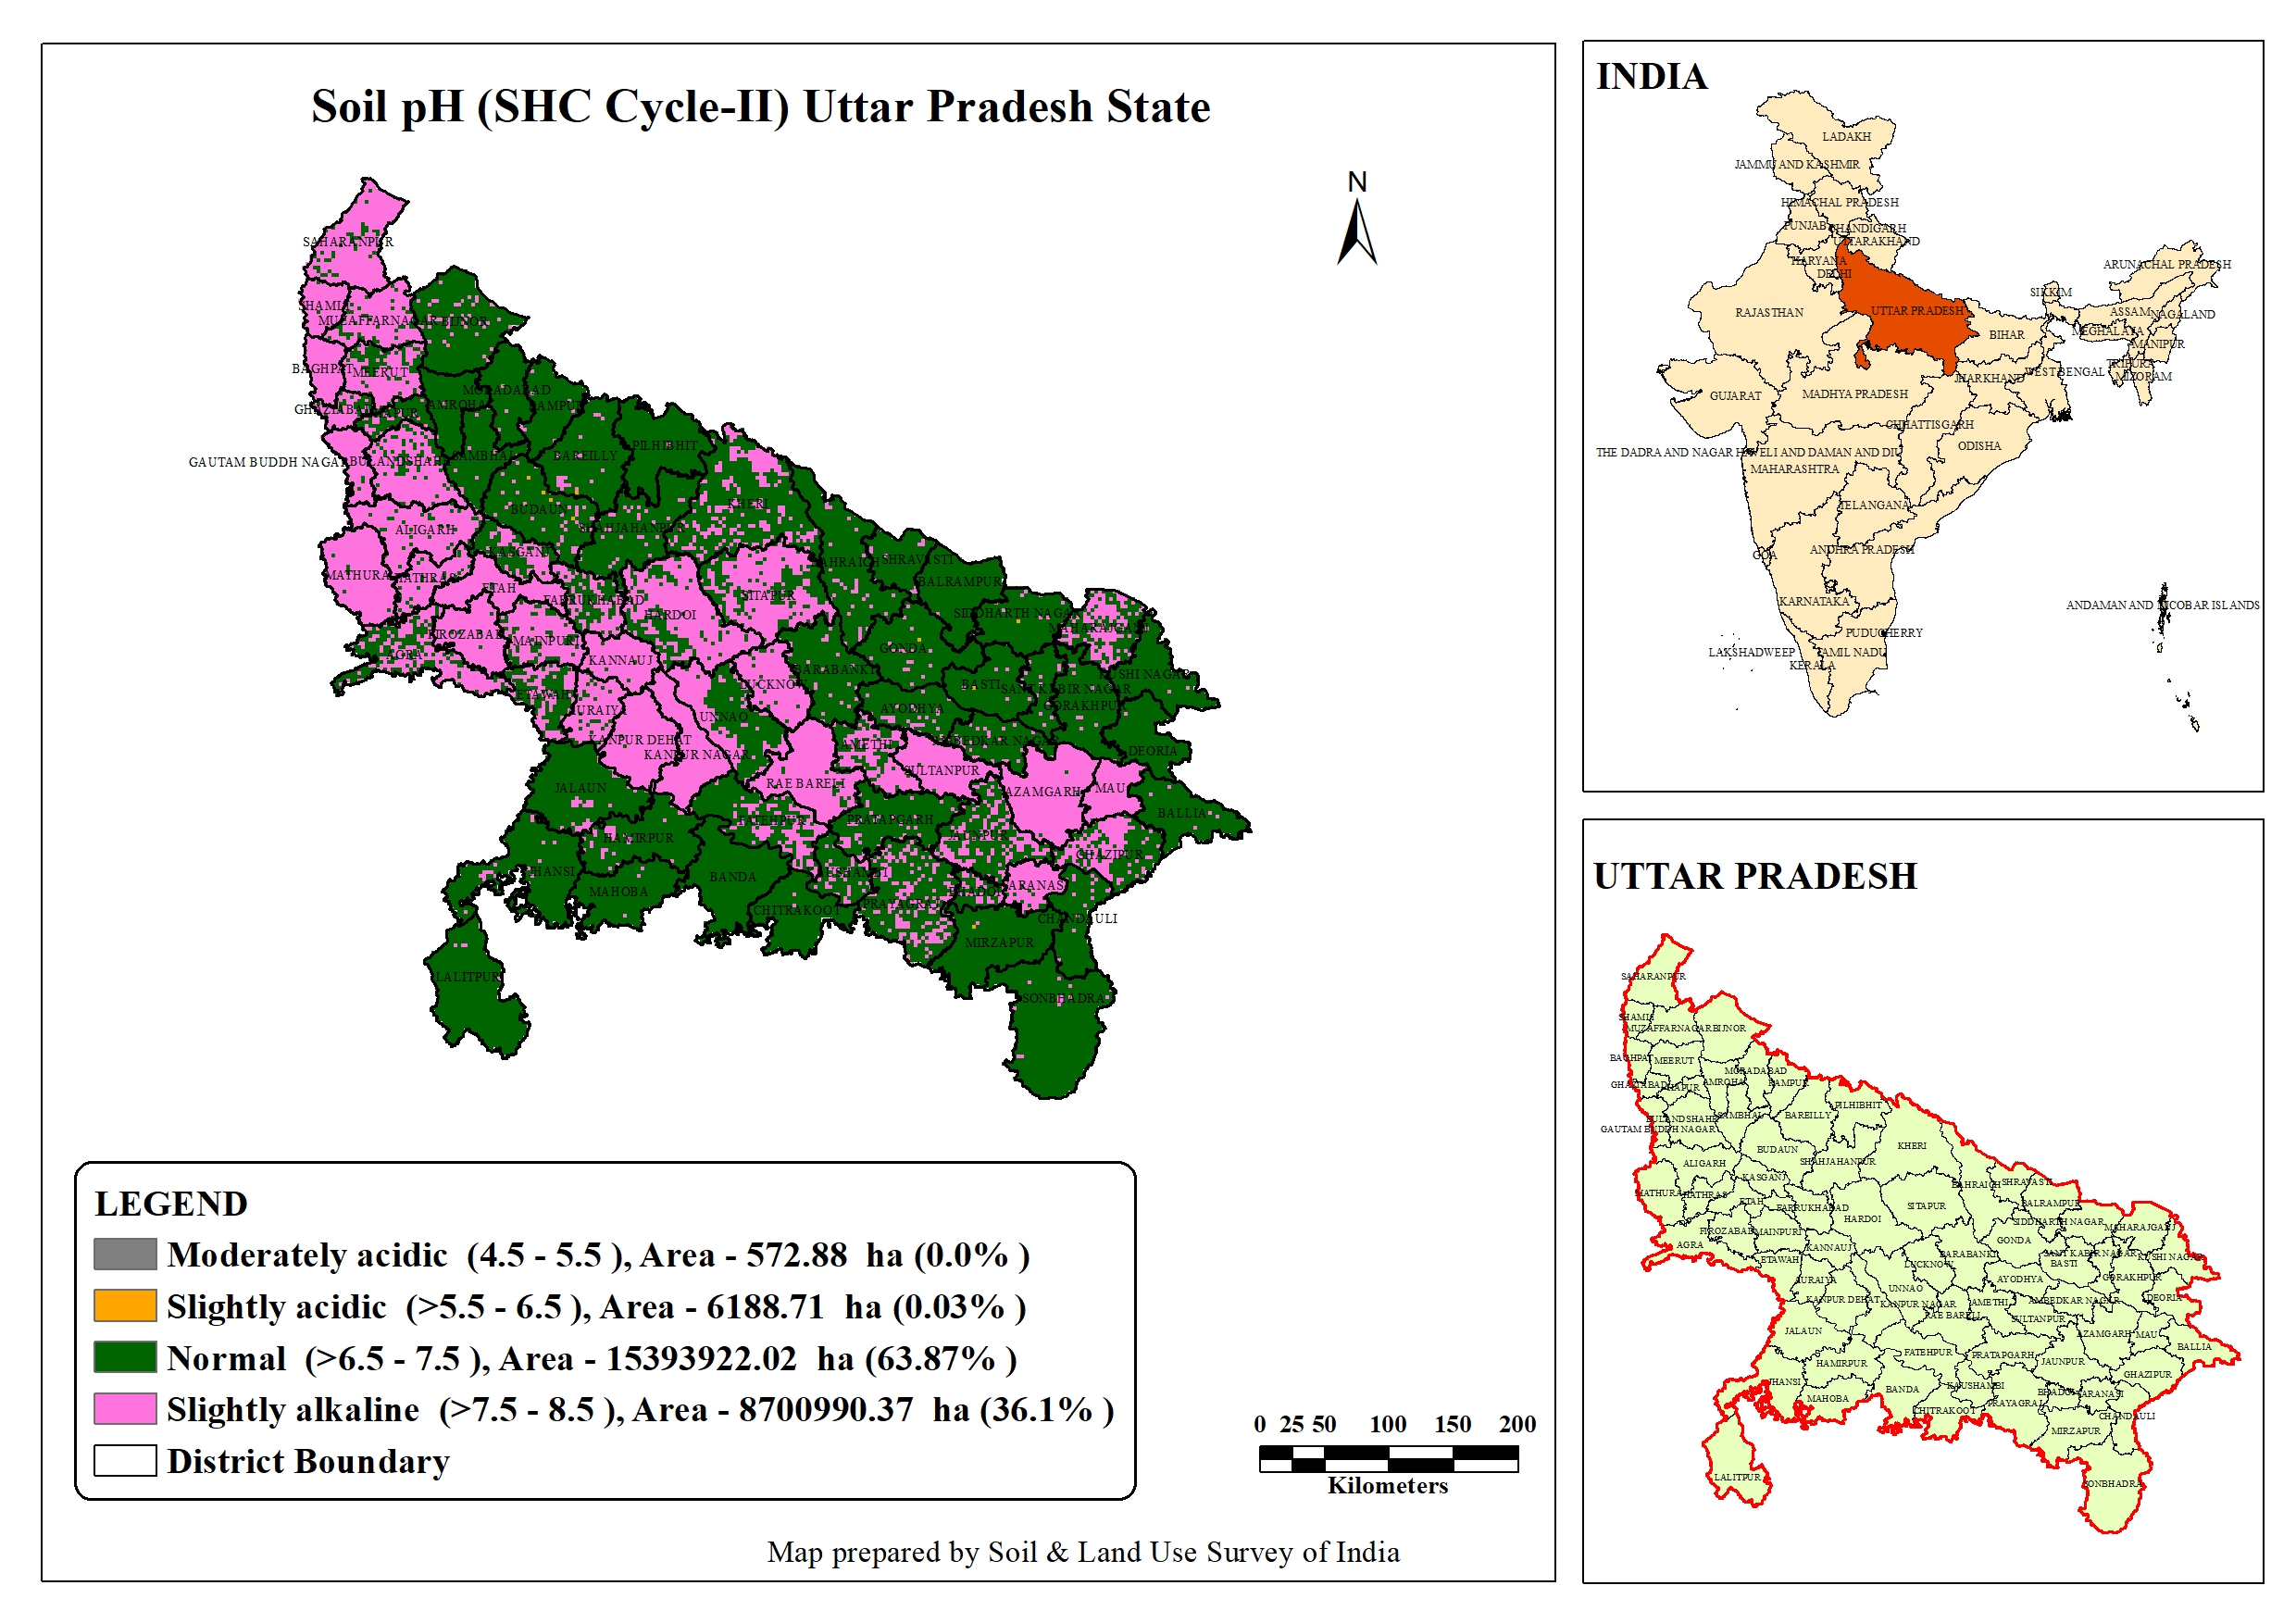 Soil pH (SHC Cycle-II) Uttar Pradesh State
N
SAHARANPUR
SHAMLI
MUZAFFARNAGAR
BIJNOR
BAGHPAT
MEERUT
MORADABAD
GHAZIABAD
HAPUR
AMROHA
RAMPUR
PILHIBHIT
GAUTAM BUDDH NAGAR
BULANDSHAHR
SAMBHAL
BAREILLY
KHERI
BUDAUN
SHAHJAHANPUR
ALIGARH
KASGANJ
BAHRAICH
SHRAVASTI
MATHURA
HATHRAS
ETAH
BALRAMPUR
FARRUKHABAD
SITAPUR
HARDOI
SIDDHARTH NAGAR
MAHARAJGANJ
FIROZABAD
MAINPURI
AGRA
KANNAUJ
GONDA
BARABANKI
KUSHI NAGAR
LUCKNOW
BASTI
SANT KABIR NAGAR
ETAWAH
AURAIYA
UNNAO
AYODHYA
GORAKHPUR
KANPUR DEHAT
KANPUR NAGAR
AMETHI
AMBEDKAR NAGAR
DEORIA
SULTANPUR
JALAUN
RAE BARELI
AZAMGARH
MAU
BALLIA
FATEHPUR
PRATAPGARH
HAMIRPUR
JAUNPUR
GHAZIPUR
JHANSI
MAHOBA
BANDA
KAUSHAMBI
BHADOI
VARANASI
CHITRAKOOT
PRAYAGRAJ
CHANDAULI
MIRZAPUR
LALITPUR
SONBHADRA
LEGEND
Moderately acidic (4.5 - 5.5 ), Area - 572.88 ha (0.0% )
Slightly acidic (>5.5 - 6.5 ), Area - 6188.71 ha (0.03% )
Normal (>6.5 - 7.5 ), Area - 15393922.02 ha (63.87% )
Slightly alkaline (>7.5 - 8.5 ), Area - 8700990.37 ha (36.1% )
District Boundary
0 25 50 100 150 200
Kilometers
Map prepared by Soil & Land Use Survey of India
INDIA
LADAKH
JAMMU AND KASHMIR
HIMACHAL PRADESH
PUNJAB
CHANDIGARH
UTTARAKHAND
HARYANA
DELHI
ARUNACHAL PRADESH
SIKKIM
RAJASTHAN
UTTAR PRADESH
ASSAM
NAGALAND
BIHAR
MEGHALAYA
MANIPUR
TRIPURA
MIZORAM
JHARKHAND
WEST BENGAL
GUJARAT
MADHYA PRADESH
CHHATTISGARH
ODISHA
THE DADRA AND NAGAR HAVELI AND DAMAN AND DIU
MAHARASHTRA
TELANGANA
GOA
ANDHRA PRADESH
KARNATAKA
ANDAMAN AND NICOBAR ISLANDS
PUDUCHERRY
LAKSHADWEEP
TAMIL NADU
KERALA
UTTAR PRADESH
SAHARANPUR
SHAMLI
MUZAFFARNAGAR
BIJNOR
BAGHPAT
MEERUT
MORADABAD
GHAZIABAD
HAPUR
AMROHA
RAMPUR
PILHIBHIT
BULANDSHAHR
SAMBHAL
BAREILLY
GAUTAM BUDDH NAGAR
KHERI
BUDAUN
ALIGARH
SHAHJAHANPUR
KASGANJ
BAHRAICH
SHRAVASTI
MATHURA
HATHRAS
ETAH
FARRUKHABAD
SITAPUR
BALRAMPUR
HARDOI
SIDDHARTH NAGAR
MAHARAJGANJ
FIROZABAD
MAINPURI
AGRA
KANNAUJ
GONDA
BARABANKI
SANT KABIR NAGAR
KUSHI NAGAR
ETAWAH
LUCKNOW
BASTI
AURAIYA
UNNAO
AYODHYA
GORAKHPUR
KANPUR DEHAT
KANPUR NAGAR
AMETHI
AMBEDKAR NAGAR
DEORIA
RAE BARELI
SULTANPUR
JALAUN
AZAMGARH
MAU
BALLIA
FATEHPUR
PRATAPGARH
HAMIRPUR
JAUNPUR
GHAZIPUR
JHANSI
KAUSHAMBI
MAHOBA
BANDA
BHADOI
VARANASI
CHITRAKOOT
PRAYAGRAJ
CHANDAULI
MIRZAPUR
LALITPUR
SONBHADRA